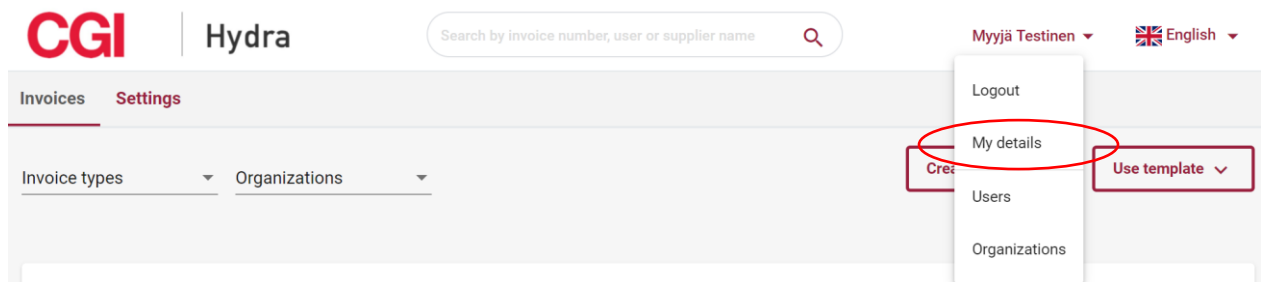 CGI Hydra Search by invoice number, user or supplier name Myyjä Testinen English
Logout
Invoices Settings
My details
Invoice types Organizations Use template
Users
Organizations